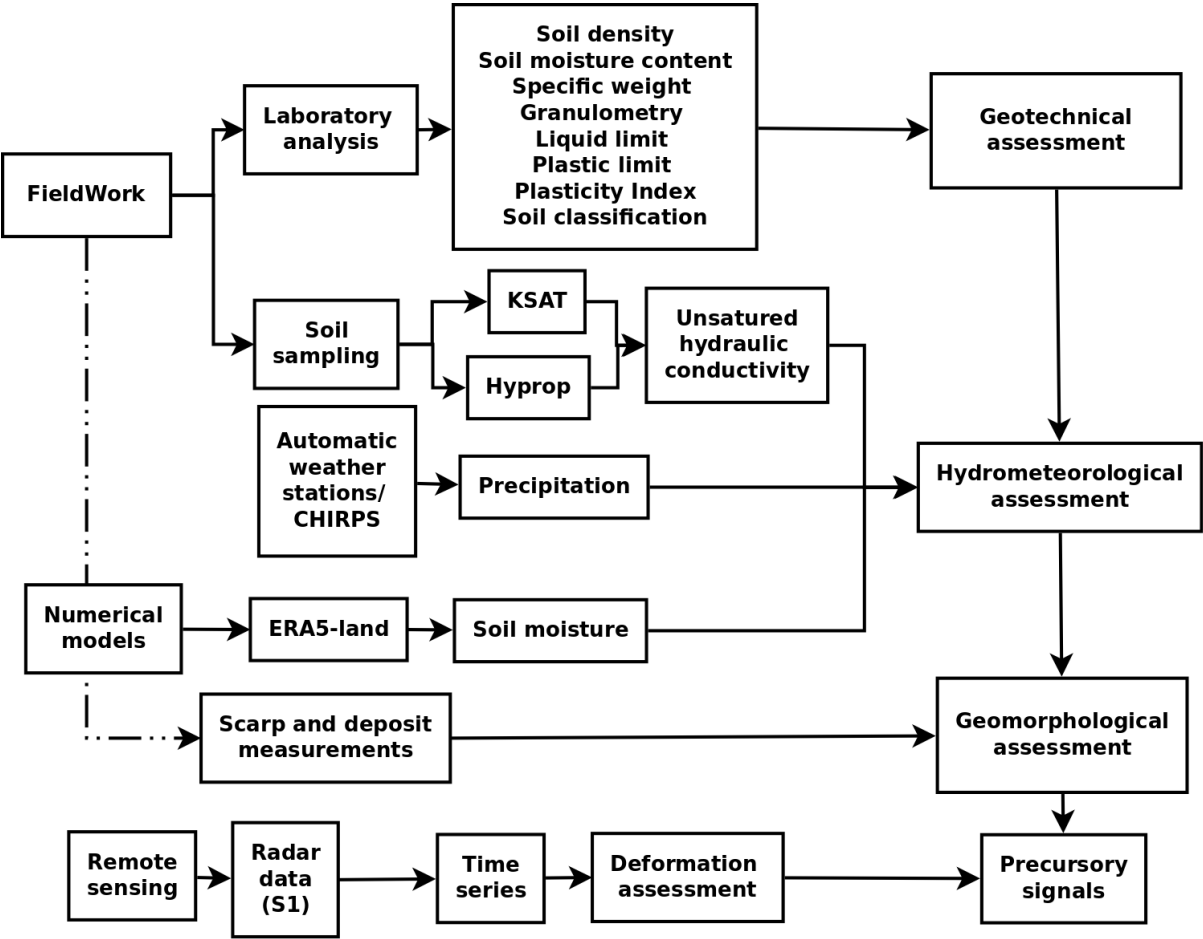 Soil density
Soil moisture content
Specific weight
Granulometry
Liquid limit
Plastic limit
Plasticity Index
Soil classification
Laboratory
analysis
Geotechnical
assessment
FieldWork
KSAT
Soil
sampling
Unsatured
hydraulic
conductivity
Hyprop
Automatic
weather
stations/
CHIRPS
Precipitation
Hydrometeorological
assessment
Numerical
models
ERA5-land
Soil moisture
Scarp and deposit
measurements
Geomorphological
assessment
Remote
sensing
Radar
data
(S1)
Time
series
Deformation
assessment
Precursory
signals